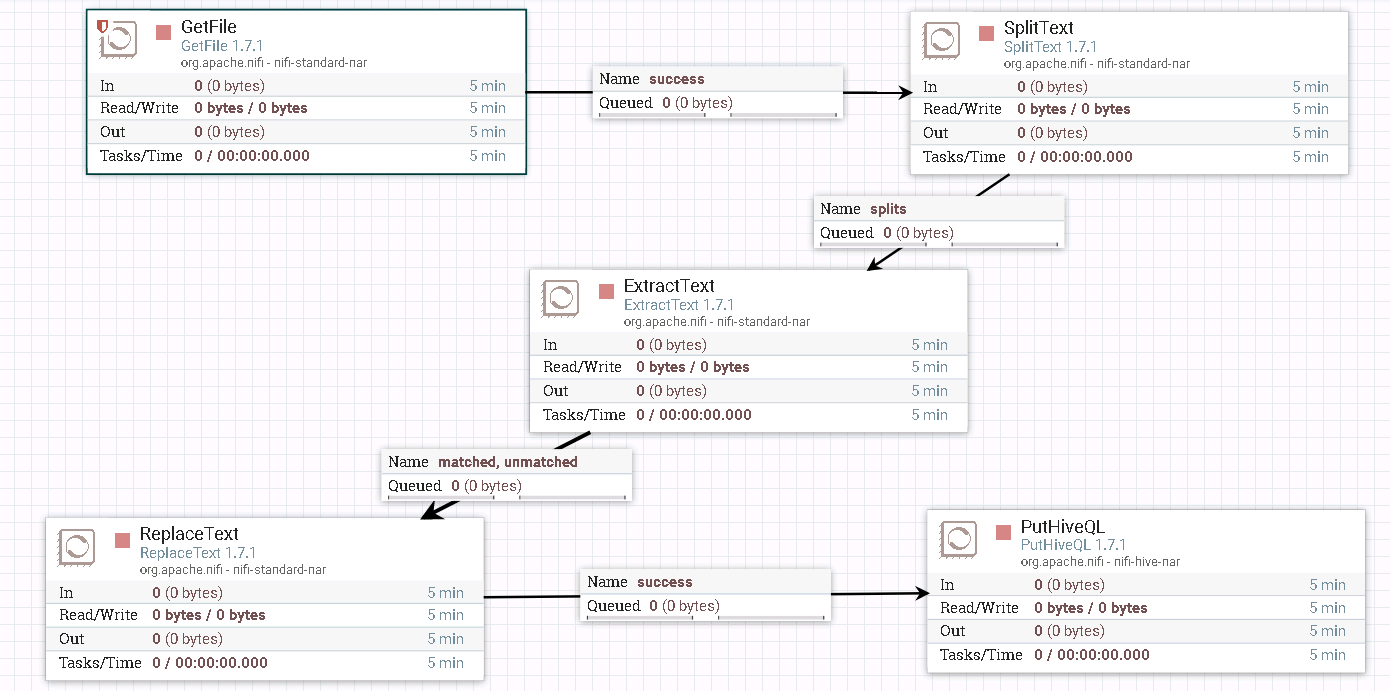 GetFile
GetFile 1.7.1
org.apache.nifi - nifi-standard-nar
In 0 (0 bytes) 5 min
Read/Write 0 bytes / 0 bytes 5 min
Out 0 (0 bytes) 5 min
Tasks/Time 0 / 00:00:00.000 5 min
Name success
Queued 0 (0 bytes)
SplitText
SplitText 1.7.1
org.apache.nifi - nifi-standard-nar
In 0 (0 bytes) 5 min
Read/Write 0 bytes / 0 bytes 5 min
Out 0 (0 bytes) 5 min
Tasks/Time 0 / 00:00:00.000 5 min
Name splits
Queued 0 (0 bytes)
ExtractText
ExtractText 1.7.1
org.apache.nifi - nifi-standard-nar
In 0 (0 bytes) 5 min
Read/Write 0 bytes / 0 bytes 5 min
Out 0 (0 bytes) 5 min
Tasks/Time 0 / 00:00:00.000 5 min
Name matched, unmatched
Queued 0 (0 bytes)
ReplaceText
ReplaceText 1.7.1
org.apache.nifi - nifi-standard-nar
In 0 (0 bytes) 5 min
Read/Write 0 bytes / 0 bytes 5 min
Out 0 (0 bytes) 5 min
Tasks/Time 0 / 00:00:00.000 5 min
Name success
Queued 0 (0 bytes)
PutHiveQL
PutHiveQL 1.7.1
org.apache.nifi - nifi-hive-nar
In 0 (0 bytes) 5 min
Read/Write 0 bytes / 0 bytes 5 min
Out 0 (0 bytes) 5 min
Tasks/Time 0 / 00:00:00.000 5 min